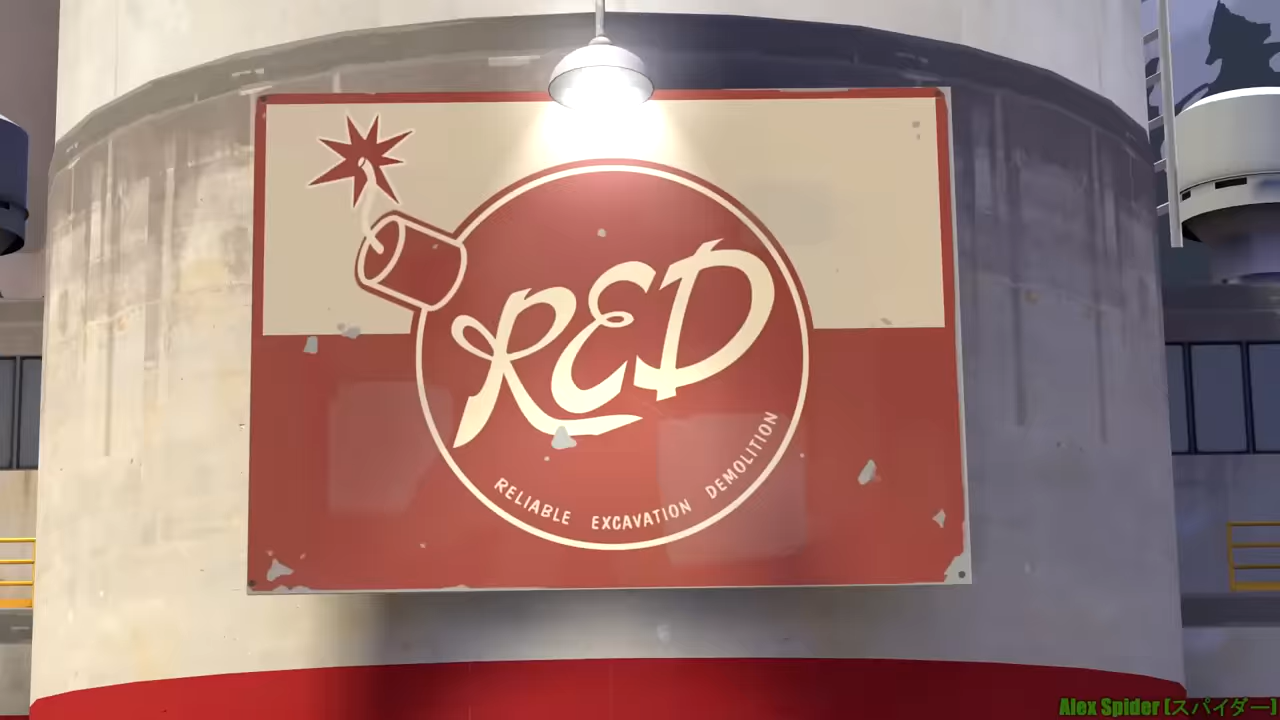 RED
RELIABLE EXCAVATION DEMOLITION
Alex Spider [スパイダー]